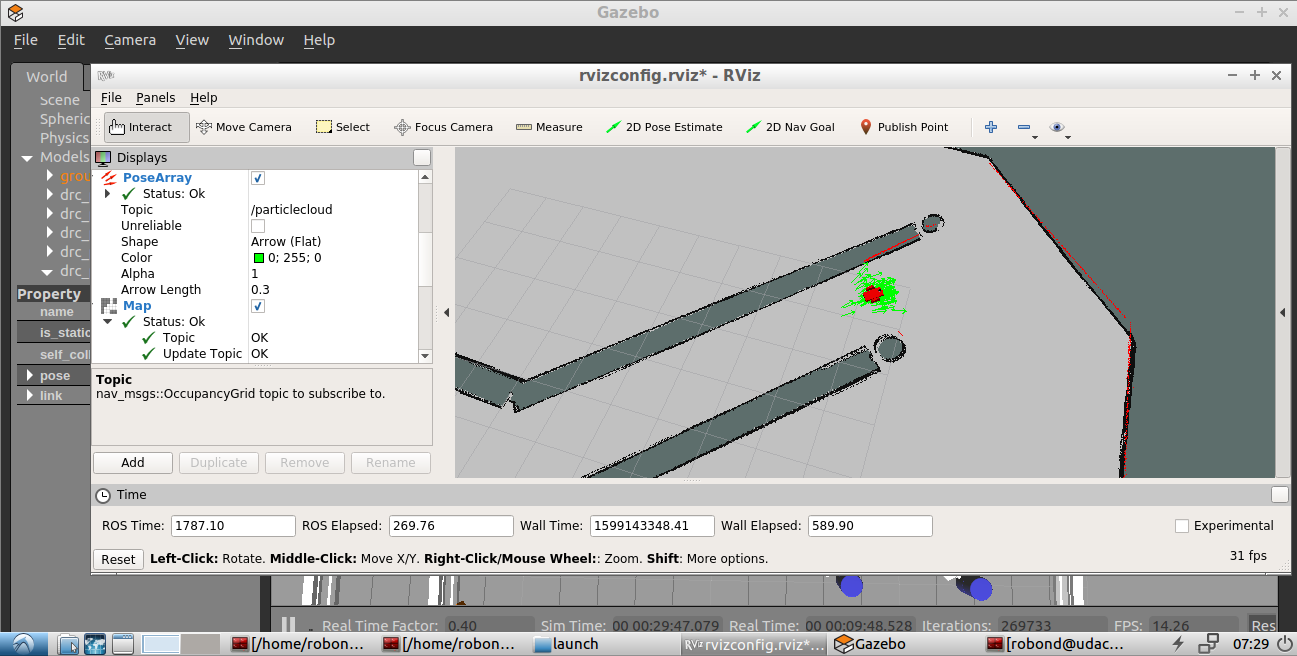 Gazebo
File Edit Camera View Window Help
World
Scene
Spheric
Physics
Models
grou
drc_
drc_
drc_
drc_
drc_
Property
name
is_static
self_coll
pose
link
rvizconfig.rviz* - RViz
File Panels Help
Interact Move Camera Select Focus Camera Measure 2D Pose Estimate 2D Nav Goal Publish Point
Displays
PoseArray
Status: Ok
Topic /particlecloud
Unreliable
Shape Arrow (Flat)
Color 0; 255; 0
Alpha 1
Arrow Length 0.3
Map
Status: Ok
Topic OK
Update Topic OK
Topic
nav_msgs::OccupancyGrid topic to subscribe to.
Add Duplicate Remove Rename
Time
ROS Time: 1787.10 ROS Elapsed: 269.76 Wall Time: 1599143348.41 Wall Elapsed: 589.90 Experimental
Reset Left-Click: Rotate. Middle-Click: Move X/Y. Right-Click/Mouse Wheel:: Zoom. Shift: More options. 31 fps
Real Time Factor: 0.40 Sim Time: 00 00:29:47.079 Real Time: 00 00:09:48.528 Iterations: 269733 FPS: 14.26 Res
[/home/robon... [/home/robon... launch RViz rvizconfig.rviz*... Gazebo [robond@udac... 07:29